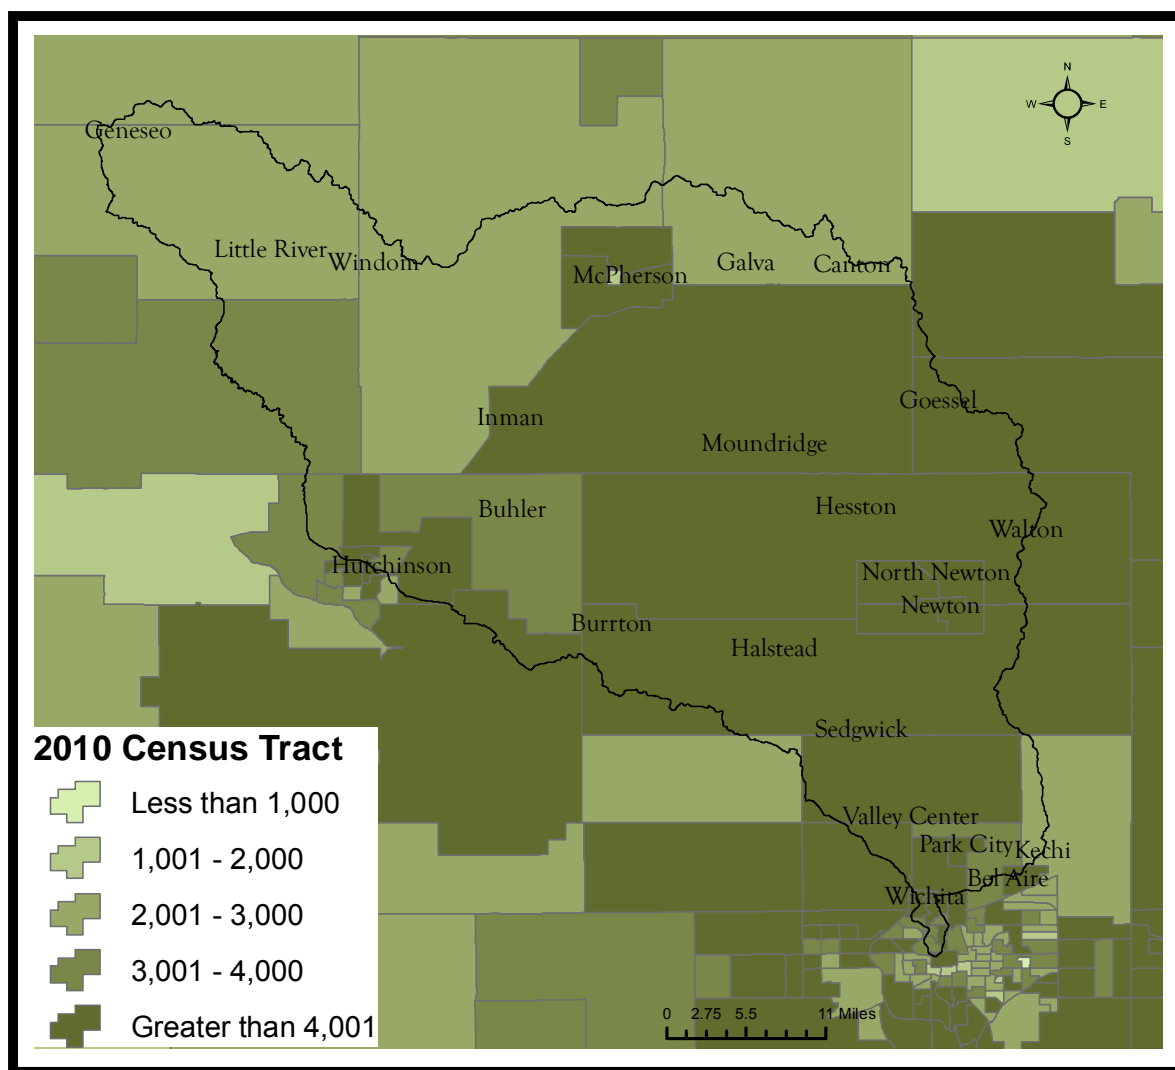 N
W E
S
Geneseo
Little River
Windom
McPherson
Galva
Canton
Inman
Goessel
Moundridge
Buhler
Hesston
Walton
Hutchinson
North Newton
Newton
Burrton
Halstead
Sedgwick
Valley Center
Park City
Kechi
Bel Aire
Wichita
2010 Census Tract
Less than 1,000
1,001 - 2,000
2,001 - 3,000
3,001 - 4,000
Greater than 4,001
0 2.75 5.5 11 Miles